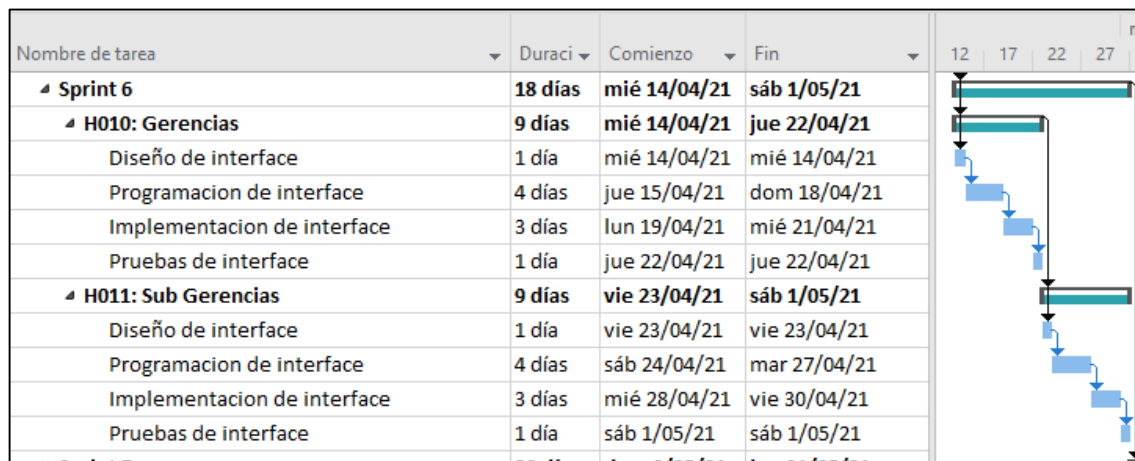 Nombre de tarea Duraci Comienzo Fin 12 17 22 27
Sprint 6 18 días mié 14/04/21 sáb 1/05/21
H010: Gerencias 9 días mié 14/04/21 jue 22/04/21
Diseño de interface 1 día mié 14/04/21 mié 14/04/21
Programacion de interface 4 días jue 15/04/21 dom 18/04/21
Implementacion de interface 3 días lun 19/04/21 mié 21/04/21
Pruebas de interface 1 día jue 22/04/21 jue 22/04/21
H011: Sub Gerencias 9 días vie 23/04/21 sáb 1/05/21
Diseño de interface 1 día vie 23/04/21 vie 23/04/21
Programacion de interface 4 días sáb 24/04/21 mar 27/04/21
Implementacion de interface 3 días mié 28/04/21 vie 30/04/21
Pruebas de interface 1 día sáb 1/05/21 sáb 1/05/21